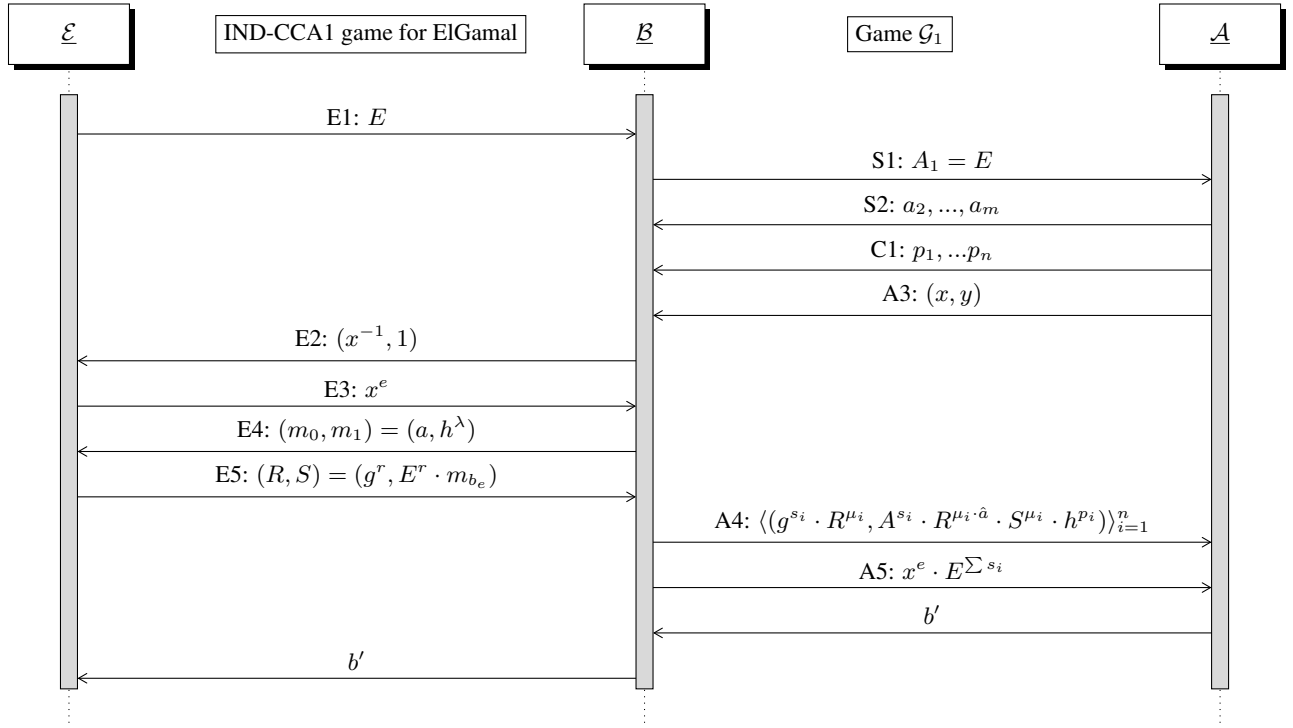 ℰ IND-CCA1 game for ElGamal ℬ Game 𝒢₁ 𝒜
E1: E
S1: A₁ = E
S2: a₂, ..., aₘ
C1: p₁, ...pₙ
A3: (x, y)
E2: (x⁻¹, 1)
E3: xᵉ
E4: (m₀, m₁) = (a, h^λ)
E5: (R, S) = (g^r, E^r · m_{b_e})
A4: ⟨(g^{s_i} · R^{μ_i}, A^{s_i} · R^{μ_i·â} · S^{μ_i} · h^{p_i})⟩_{i=1}^n
A5: x^e · E^{∑ s_i}
b′
b′